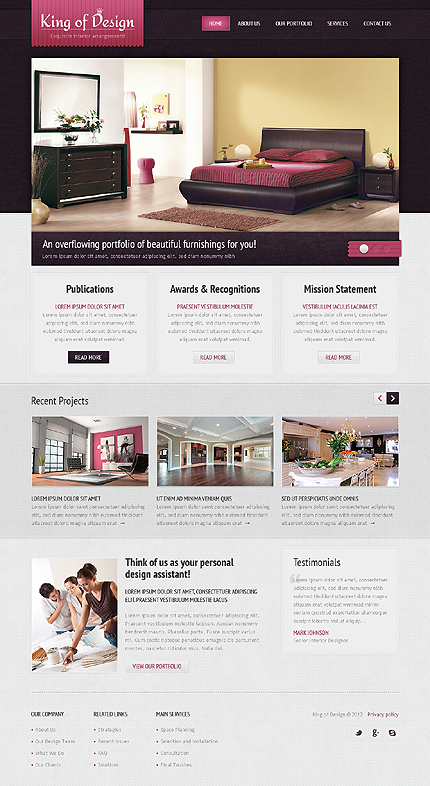 King of Design
Exquisite interior arrangements!
HOME
ABOUT US
OUR PORTFOLIO
SERVICES
CONTACT US
An overflowing portfolio of beautiful furnishings for you!
Lorem ipsum dolor sit amet, consectetuer adipiscing elit, sed diam nonummy nibh
Publications
LOREM IPSUM DOLOR SIT AMET
Lorem ipsum dolor sit amet, consectetuer
adipiscing elit, sed diam nonummy nibh
euismod tincidunt utlaoreet dolore magna
aliquam erat volutpat
READ MORE
Awards & Recognitions
PRAESENT VESTIBULUM MOLESTIE
Lorem ipsum dolor sit amet, consectetuer
adipiscing elit, sed diam nonummy nibh
euismod tincidunt utlaoreet dolore magna
aliquam erat volutpat
READ MORE
Mission Statement
VESTIBULUM IACULIS LACINIA EST
Lorem ipsum dolor sit amet, consectetuer
adipiscing elit, sed diam nonummy nibh
euismod tincidunt utlaoreet dolore magna
aliquam erat volutpat
READ MORE
Recent Projects
LOREM IPSUM DOLOR SIT AMET
Lorem ipsum dolor sit amet, consectetuer
elit, sed diam nonummy nibh tincidunt
utlaoreet dolore magna aliquam erat
UT ENIM AD MINIMA VENIAM QUIS
Lorem ipsum dolor sit amet, consectetuer
elit, sed diam nonummy nibh tincidunt
utlaoreet dolore magna aliquam erat
SED UT PERSPICIATIS UNDE OMNIS
Lorem ipsum dolor sit amet, consectetuer
elit, sed diam nonummy nibh tincidunt
utlaoreet dolore magna aliquam erat
Think of us as your personal
design assistant!
LOREM IPSUM DOLOR SIT AMET, CONSECTETUER ADIPISCING
ELIT.PRAESENT VESTIBULUM MOLESTIE LACUS
Lorem ipsum dolor sit amet, consectetuer adipiscing elit.
Praesent vestibulum molestie lacus. Aenean nonummy
hendrerit mauris. Phasellus porta. Fusce suscipit varius
mi. Cum sociis natoque penatibus et magnis dis parturient
montes, nascetur ridiculus mus. Nulla dui.
VIEW OUR PORTFOLIO
Testimonials
Lorem ipsum dolor sit amet,
consectetuer adipiscing elit, sed
diam nonummy nibh euismod
tincidunt ut laoreet dolore magna
aliquam erat utwisi enim minim
veniam quis
nostrud
suscipit lobortis nisl ut aliquip...
MARK JOHNSON
Senior Interior Designer
OUR COMPANY
About Us
Our Design Team
What We Do
Our Clients
RELATED LINKS
Strategies
Recent Issues
FAQ
Solutions
MAIN SERVICES
Space Planning
Selection and Installation
Consultation
Final Touches
King of Design © 2012 Privacy policy